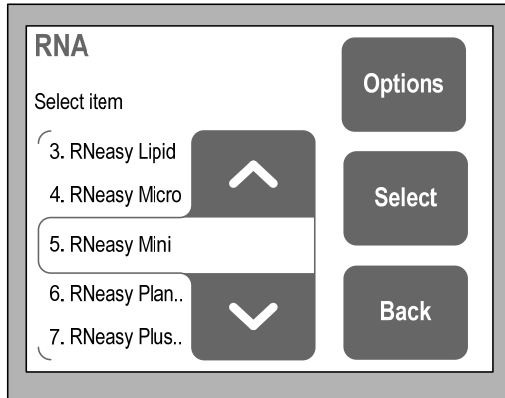 RNA
Select item
3. RNeasy Lipid
4. RNeasy Micro
5. RNeasy Mini
6. RNeasy Plan..
7. RNeasy Plus..
Options
Select
Back